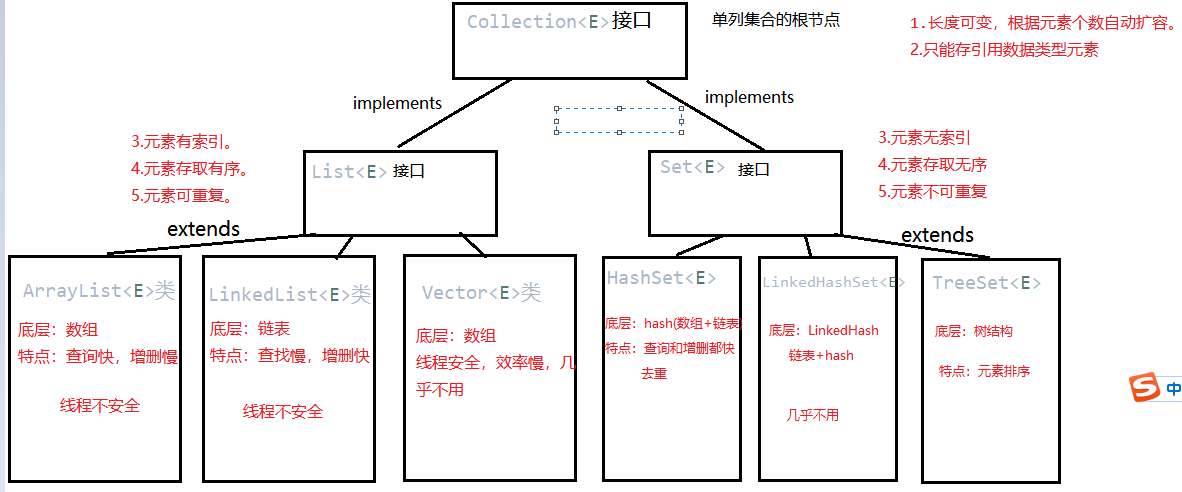 Collection<E>接口
单列集合的根节点
1.长度可变，根据元素个数自动扩容。
2.只能存引用数据类型元素
implements
implements
3.元素有索引。
4.元素存取有序。
5.元素可重复。
List<E> 接口
Set<E> 接口
3.元素无索引
4.元素存取无序
5.元素不可重复
extends
extends
ArrayList<E>类
底层：数组
特点：查询快，增删慢
线程不安全
LinkedList<E>类
底层：链表
特点：查找慢，增删快
线程不安全
Vector<E>类
底层：数组
线程安全，效率慢，几
乎不用
HashSet<E>
底层：hash(数组+链表
特点：查询和增删都快
去重
LinkedHashSet<E>
底层：LinkedHash
链表+hash
几乎不用
TreeSet<E>
底层：树结构
特点：元素排序
S 中